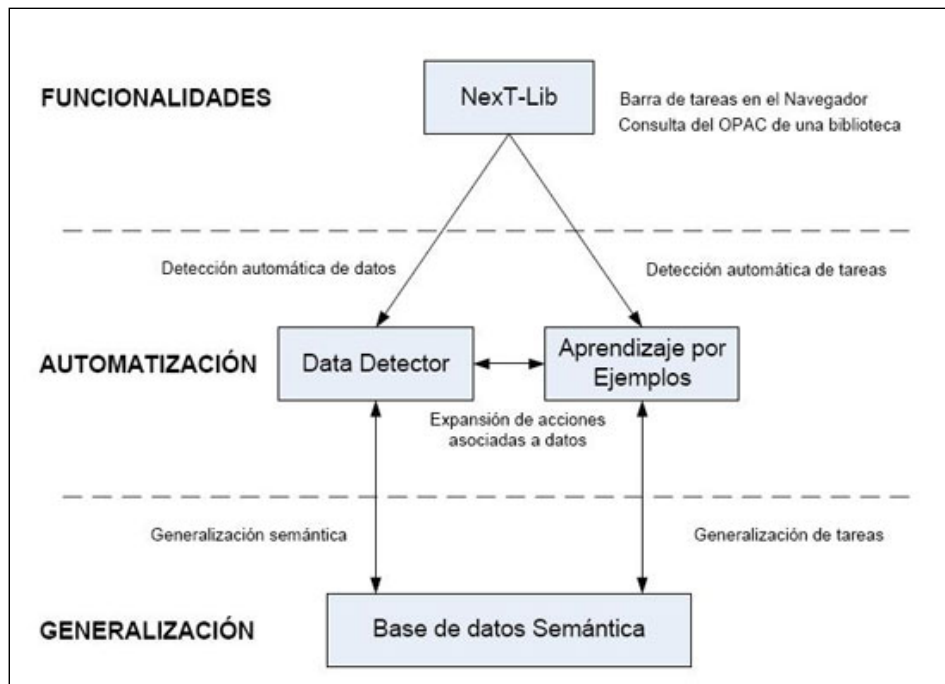 FUNCIONALIDADES
NexT-Lib
Barra de tareas en el Navegador
Consulta del OPAC de una biblioteca
Detección automática de datos
Detección automática de tareas
AUTOMATIZACIÓN
Data Detector
Aprendizaje por
Ejemplos
Expansión de acciones
asociadas a datos
Generalización semántica
Generalización de tareas
GENERALIZACIÓN
Base de datos Semántica